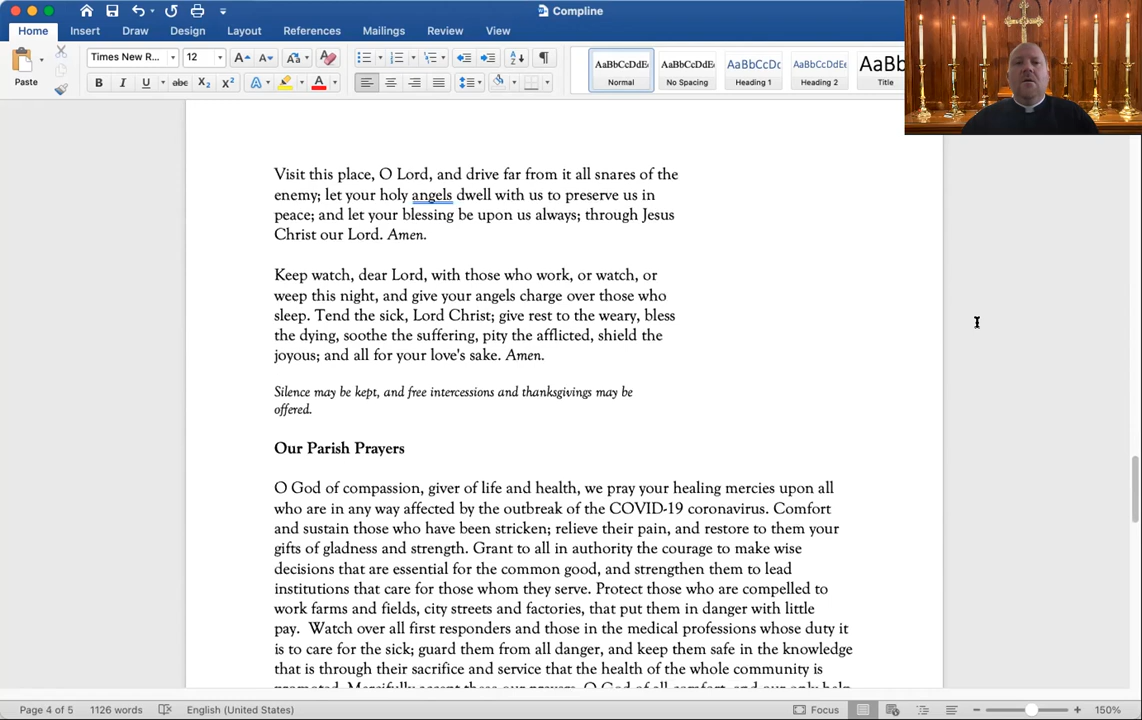 Compline
Home Insert Draw Design Layout References Mailings Review View
Paste
Times New R... 12
AaBbCcDdEe AaBbCcDdEe AaBbCcDc AaBbCcDdEe AaBb
Normal No Spacing Heading 1 Heading 2 Title
Visit this place, O Lord, and drive far from it all snares of the
enemy; let your holy angels dwell with us to preserve us in
peace; and let your blessing be upon us always; through Jesus
Christ our Lord. Amen.
Keep watch, dear Lord, with those who work, or watch, or
weep this night, and give your angels charge over those who
sleep. Tend the sick, Lord Christ; give rest to the weary, bless
the dying, soothe the suffering, pity the afflicted, shield the
joyous; and all for your love's sake. Amen.
Silence may be kept, and free intercessions and thanksgivings may be
offered.
Our Parish Prayers
O God of compassion, giver of life and health, we pray your healing mercies upon all
who are in any way affected by the outbreak of the COVID-19 coronavirus. Comfort
and sustain those who have been stricken; relieve their pain, and restore to them your
gifts of gladness and strength. Grant to all in authority the courage to make wise
decisions that are essential for the common good, and strengthen them to lead
institutions that care for those whom they serve. Protect those who are compelled to
work farms and fields, city streets and factories, that put them in danger with little
pay. Watch over all first responders and those in the medical professions whose duty it
is to care for the sick; guard them from all danger, and keep them safe in the knowledge
that is through their sacrifice and service that the health of the whole community is
promoted. Mercifully accept these our prayers, O God of all comfort, and our only help
Page 4 of 5 1126 words English (United States) Focus 150%